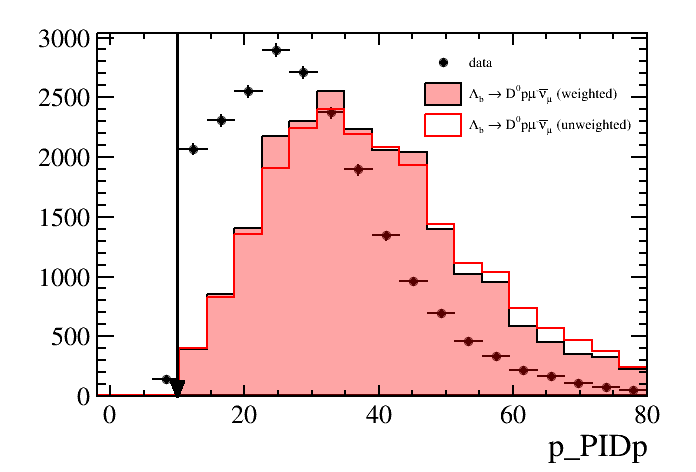 3000
2500
2000
1500
1000
500
0
data
Λb → D⁰pμ ν̅μ (weighted)
Λb → D⁰pμ ν̅μ (unweighted)
0 20 40 60 80
p_PIDp